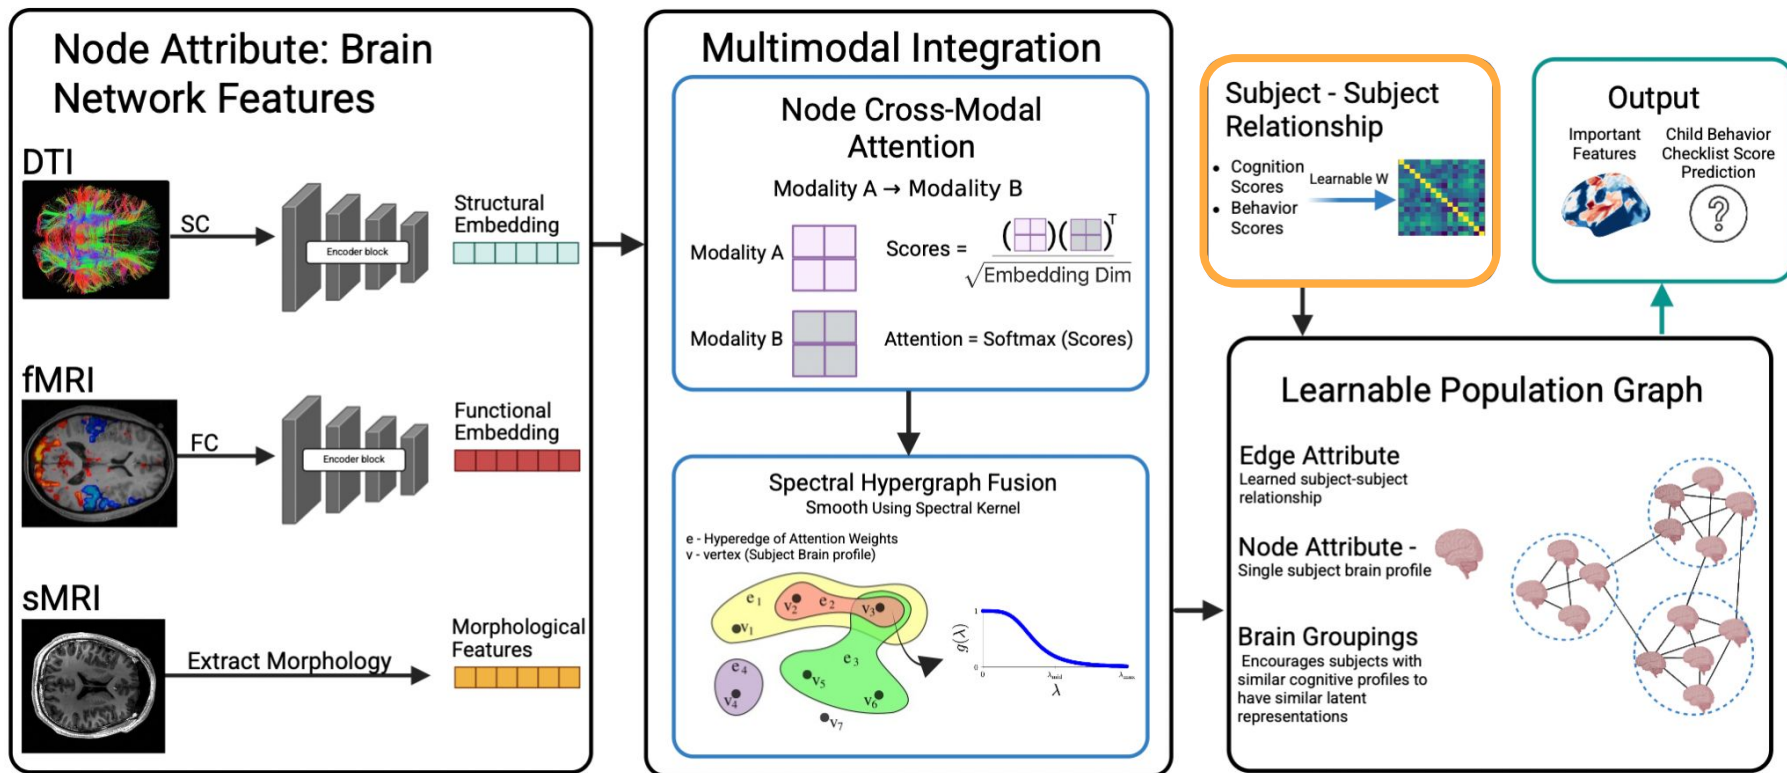 Node Attribute: Brain
Network Features
DTI
SC
Encoder block
Structural
Embedding
fMRI
FC
Encoder block
Functional
Embedding
sMRI
Extract Morphology
Morphological
Features
Multimodal Integration
Node Cross-Modal
Attention
Modality A → Modality B
Modality A
Scores = ( )( )T
√Embedding Dim
Modality B
Attention = Softmax (Scores)
Spectral Hypergraph Fusion
Smooth Using Spectral Kernel
e - Hyperedge of Attention Weights
v - vertex (Subject Brain profile)
e1
v2
e2
v3
v1
e3
e4
v4
v5
v6
v7
1
g(λ)
0
0
λmid
λmax
λ
Subject - Subject
Relationship
• Cognition
Scores
• Behavior
Scores
Learnable W
Output
Important
Features
Child Behavior
Checklist Score
Prediction
?
Learnable Population Graph
Edge Attribute
Learned subject-subject
relationship
Node Attribute -
Single subject brain profile
Brain Groupings
Encourages subjects with
similar cognitive profiles to
have similar latent
representations